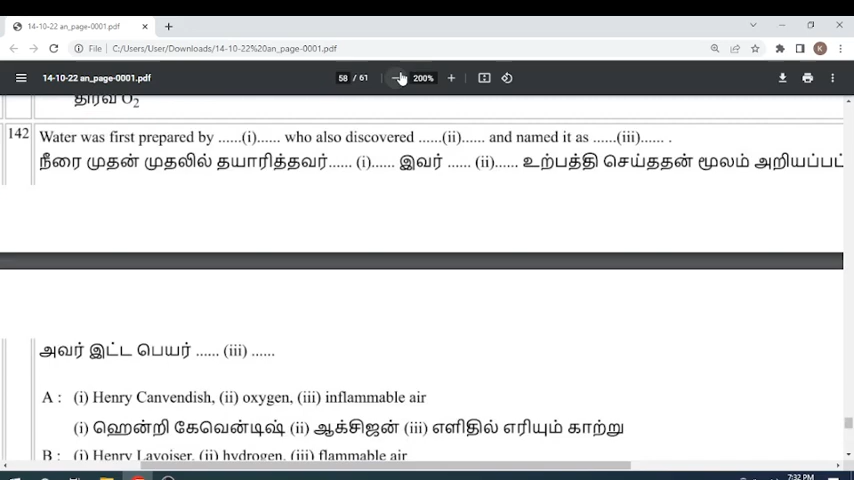 14-10-22 an_page-0001.pdf
File | C:/Users/User/Downloads/14-10-22%20an_page-0001.pdf
K
14-10-22 an_page-0001.pdf
58 / 61
200%
திரவ O2
142 Water was first prepared by ......(i)...... who also discovered ......(ii)...... and named it as ......(iii)...... .
நீரை முதன் முதலில் தயாரித்தவர்...... (i)...... இவர் ...... (ii)...... உற்பத்தி செய்ததன் மூலம் அறியப்பட்
அவர் இட்ட பெயர் ...... (iii) ......
A : (i) Henry Canvendish, (ii) oxygen, (iii) inflammable air
(i) ஹென்றி கேவென்டிஷ் (ii) ஆக்சிஜன் (iii) எளிதில் எரியும் காற்று
B : (i) Henry Lavoiser, (ii) hydrogen, (iii) flammable air
7:32 PM